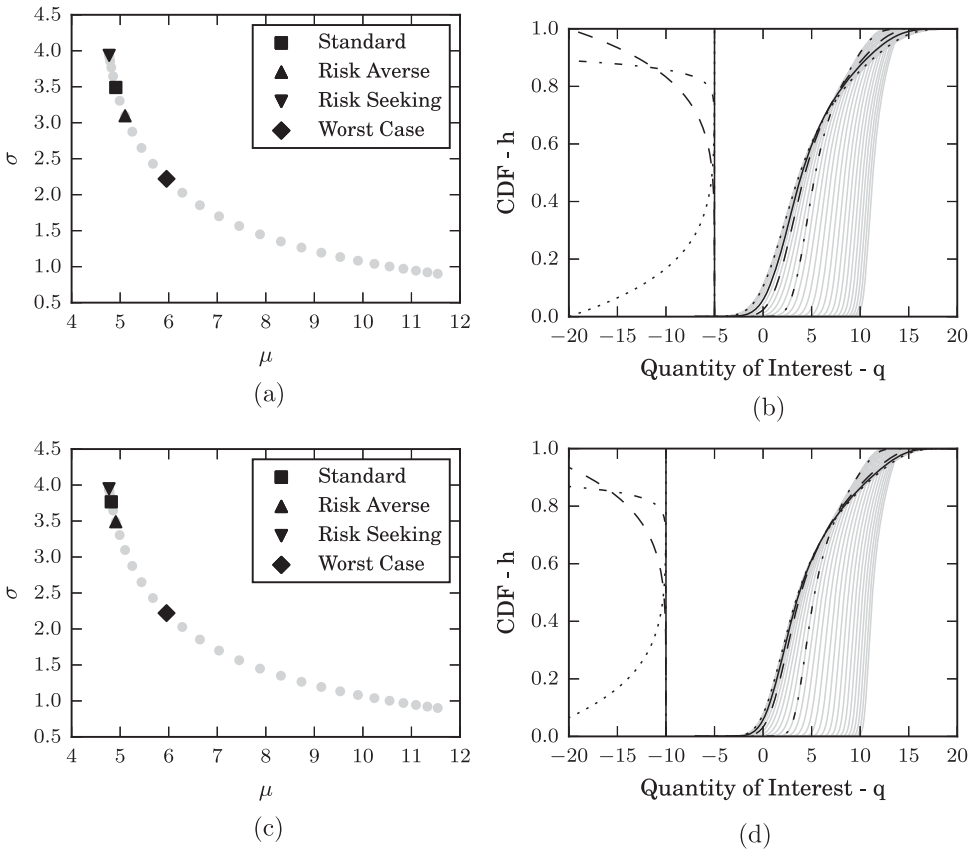 4.5
4.0
3.5
3.0
2.5
2.0
1.5
1.0
0.5
σ
4 5 6 7 8 9 10 11 12
μ
Standard
Risk Averse
Risk Seeking
Worst Case
(a)
1.0
0.8
0.6
0.4
0.2
0.0
CDF - h
−20 −15 −10 −5 0 5 10 15 20
Quantity of Interest - q
(b)
4.5
4.0
3.5
3.0
2.5
2.0
1.5
1.0
0.5
σ
4 5 6 7 8 9 10 11 12
μ
Standard
Risk Averse
Risk Seeking
Worst Case
(c)
1.0
0.8
0.6
0.4
0.2
0.0
CDF - h
−20 −15 −10 −5 0 5 10 15 20
Quantity of Interest - q
(d)